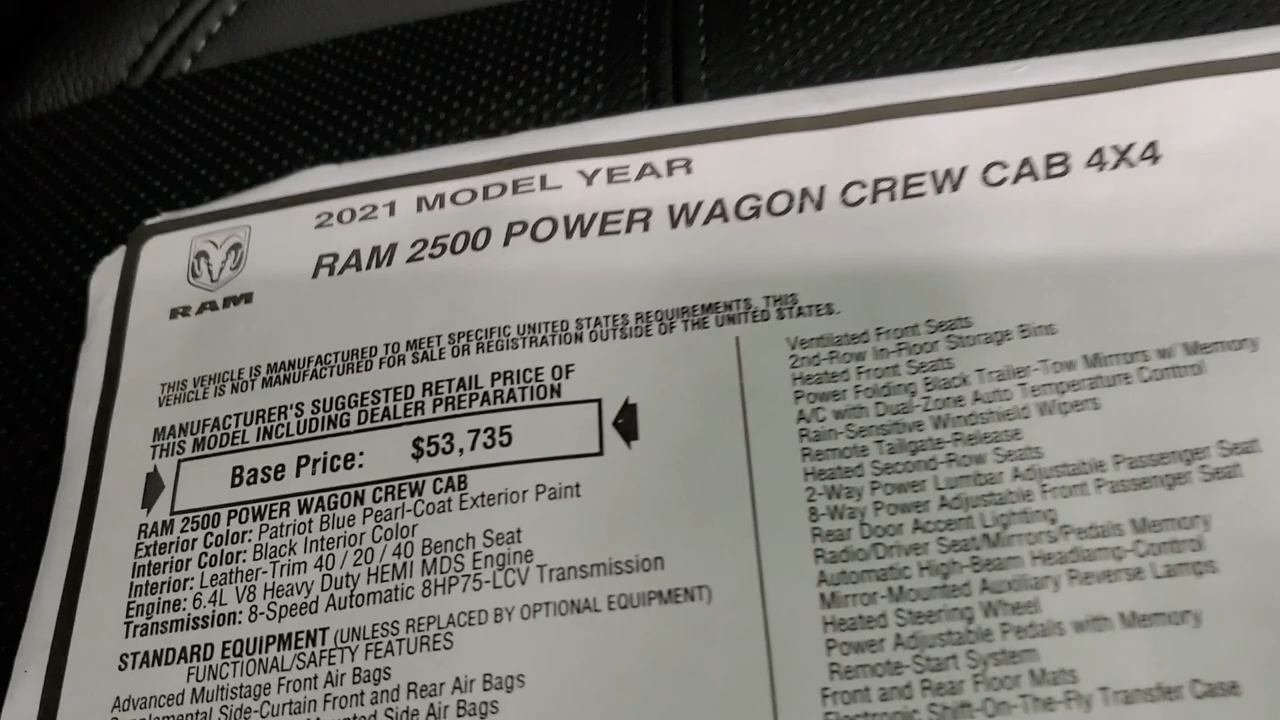 2021 MODEL YEAR
RAM 2500 POWER WAGON CREW CAB 4X4
RAM
THIS VEHICLE IS MANUFACTURED TO MEET SPECIFIC UNITED STATES REQUIREMENTS. THIS
VEHICLE IS NOT MANUFACTURED FOR SALE OR REGISTRATION OUTSIDE OF THE UNITED STATES.
MANUFACTURER'S SUGGESTED RETAIL PRICE OF
THIS MODEL INCLUDING DEALER PREPARATION
Base Price: $53,735
RAM 2500 POWER WAGON CREW CAB
Exterior Color: Patriot Blue Pearl-Coat Exterior Paint
Interior Color: Black Interior Color
Interior: Leather-Trim 40 / 20 / 40 Bench Seat
Engine: 6.4L V8 Heavy Duty HEMI MDS Engine
Transmission: 8-Speed Automatic 8HP75-LCV Transmission
STANDARD EQUIPMENT (UNLESS REPLACED BY OPTIONAL EQUIPMENT)
FUNCTIONAL/SAFETY FEATURES
Advanced Multistage Front Air Bags
Side-Curtain Front and Rear Air Bags
Side Air Bags
Ventilated Front Seats
2nd-Row In-Floor Storage Bins
Heated Front Seats
Power Folding Black Trailer-Tow Mirrors w/ Memory
A/C with Dual-Zone Auto Temperature Control
Rain-Sensitive Windshield Wipers
Remote Tailgate-Release
Heated Second-Row Seats
2-Way Power Lumbar Adjustable Passenger Seat
8-Way Power Adjustable Front Passenger Seat
Rear Door Accent Lighting
Radio/Driver Seat/Mirrors/Pedals Memory
Automatic High-Beam Headlamp-Control
Mirror-Mounted Auxiliary Reverse Lamps
Heated Steering Wheel
Power Adjustable Pedals with Memory
Remote-Start System
Front and Rear Floor Mats
Electronic Shift-On-The-Fly Transfer Case